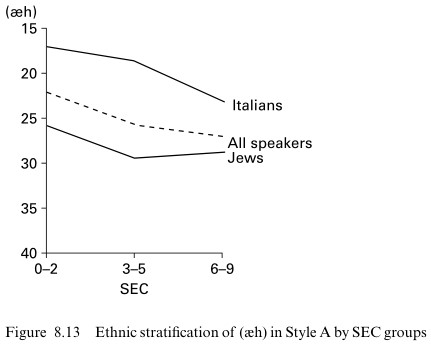 (æh)
15
20
25
30
40
Italians
All speakers
Jews
0–2
3–5
6–9
SEC
Figure 8.13 Ethnic stratification of (æh) in Style A by SEC groups